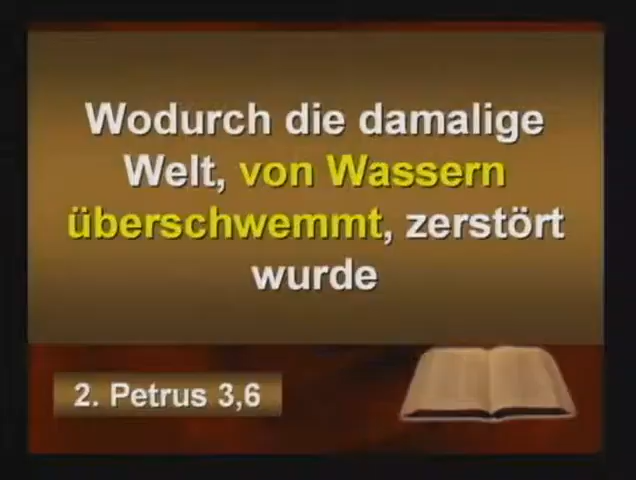 Wodurch die damalige
Welt, von Wassern
überschwemmt, zerstört
wurde
2. Petrus 3,6